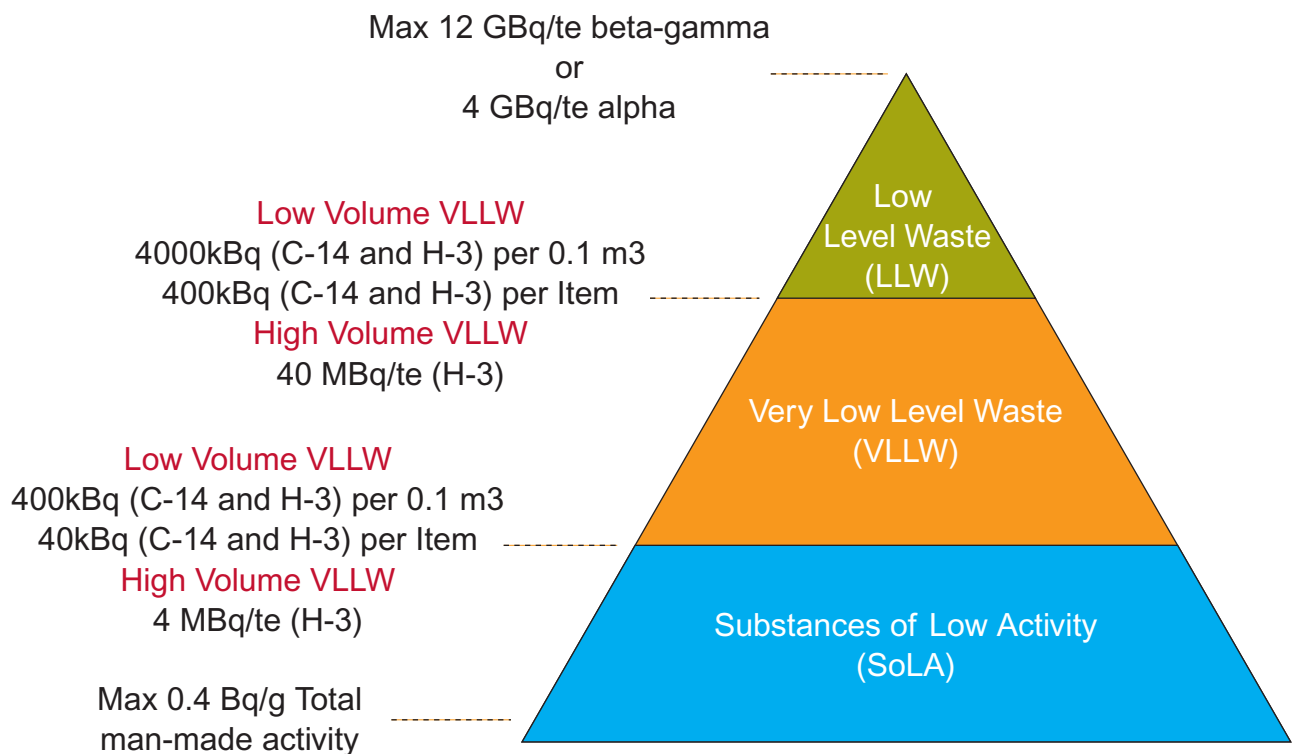 Max 12 GBq/te beta-gamma
or
4 GBq/te alpha
Low Volume VLLW
4000kBq (C-14 and H-3) per 0.1 m3
400kBq (C-14 and H-3) per Item
High Volume VLLW
40 MBq/te (H-3)
Low Volume VLLW
400kBq (C-14 and H-3) per 0.1 m3
40kBq (C-14 and H-3) per Item
High Volume VLLW
4 MBq/te (H-3)
Max 0.4 Bq/g Total
man-made activity
Low
Level Waste
(LLW)
Very Low Level Waste
(VLLW)
Substances of Low Activity
(SoLA)